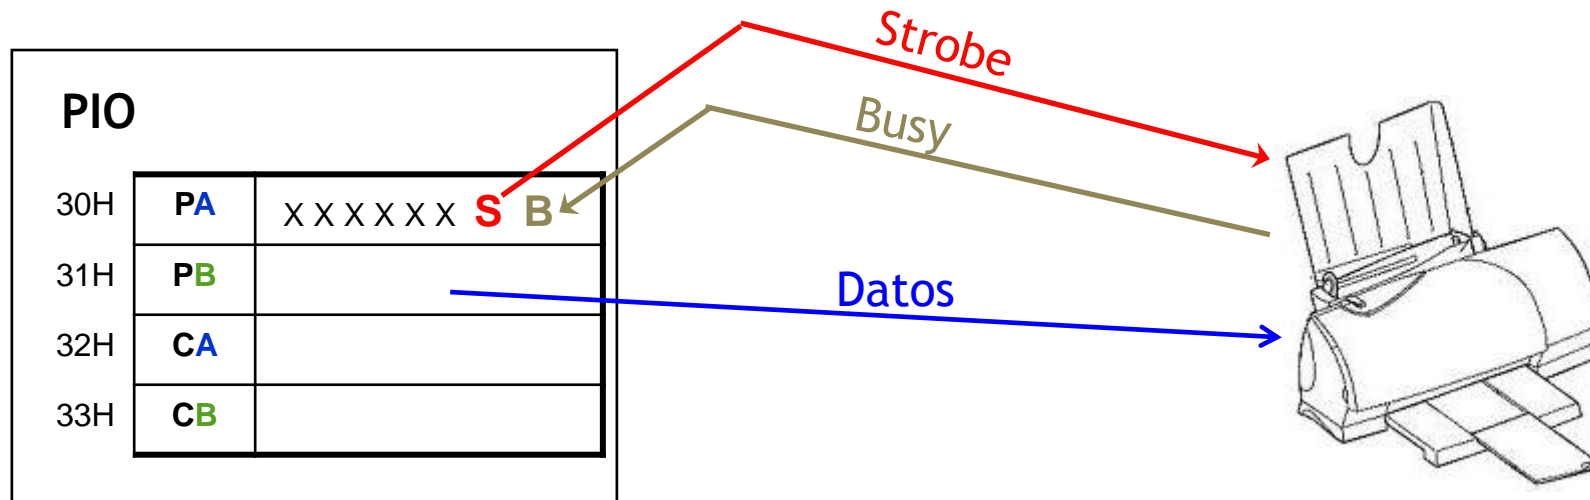 Strobe
Busy
PIO
30H PA X X X X X X S B
31H PB
Datos
32H CA
33H CB